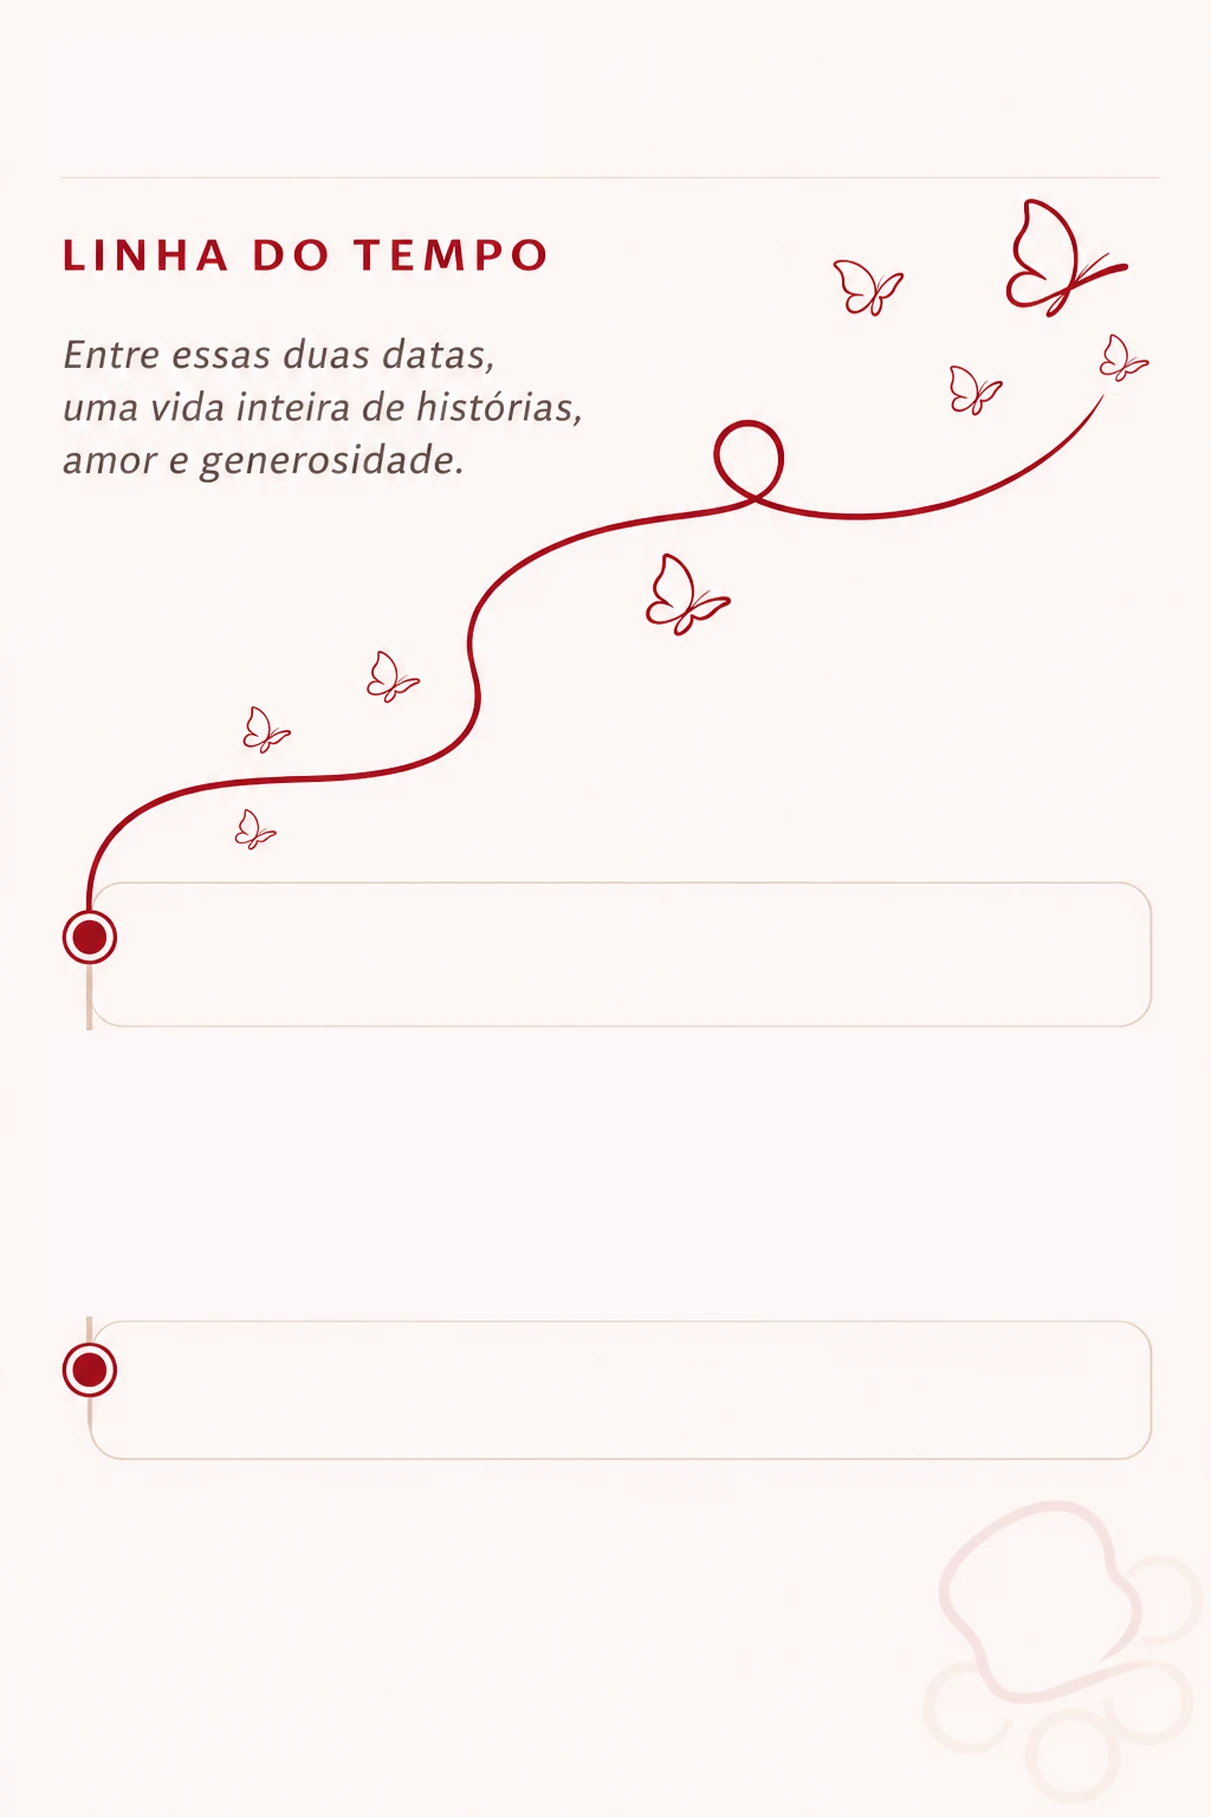 LINHA DO TEMPO
Entre essas duas datas,
uma vida inteira de histórias,
amor e generosidade.